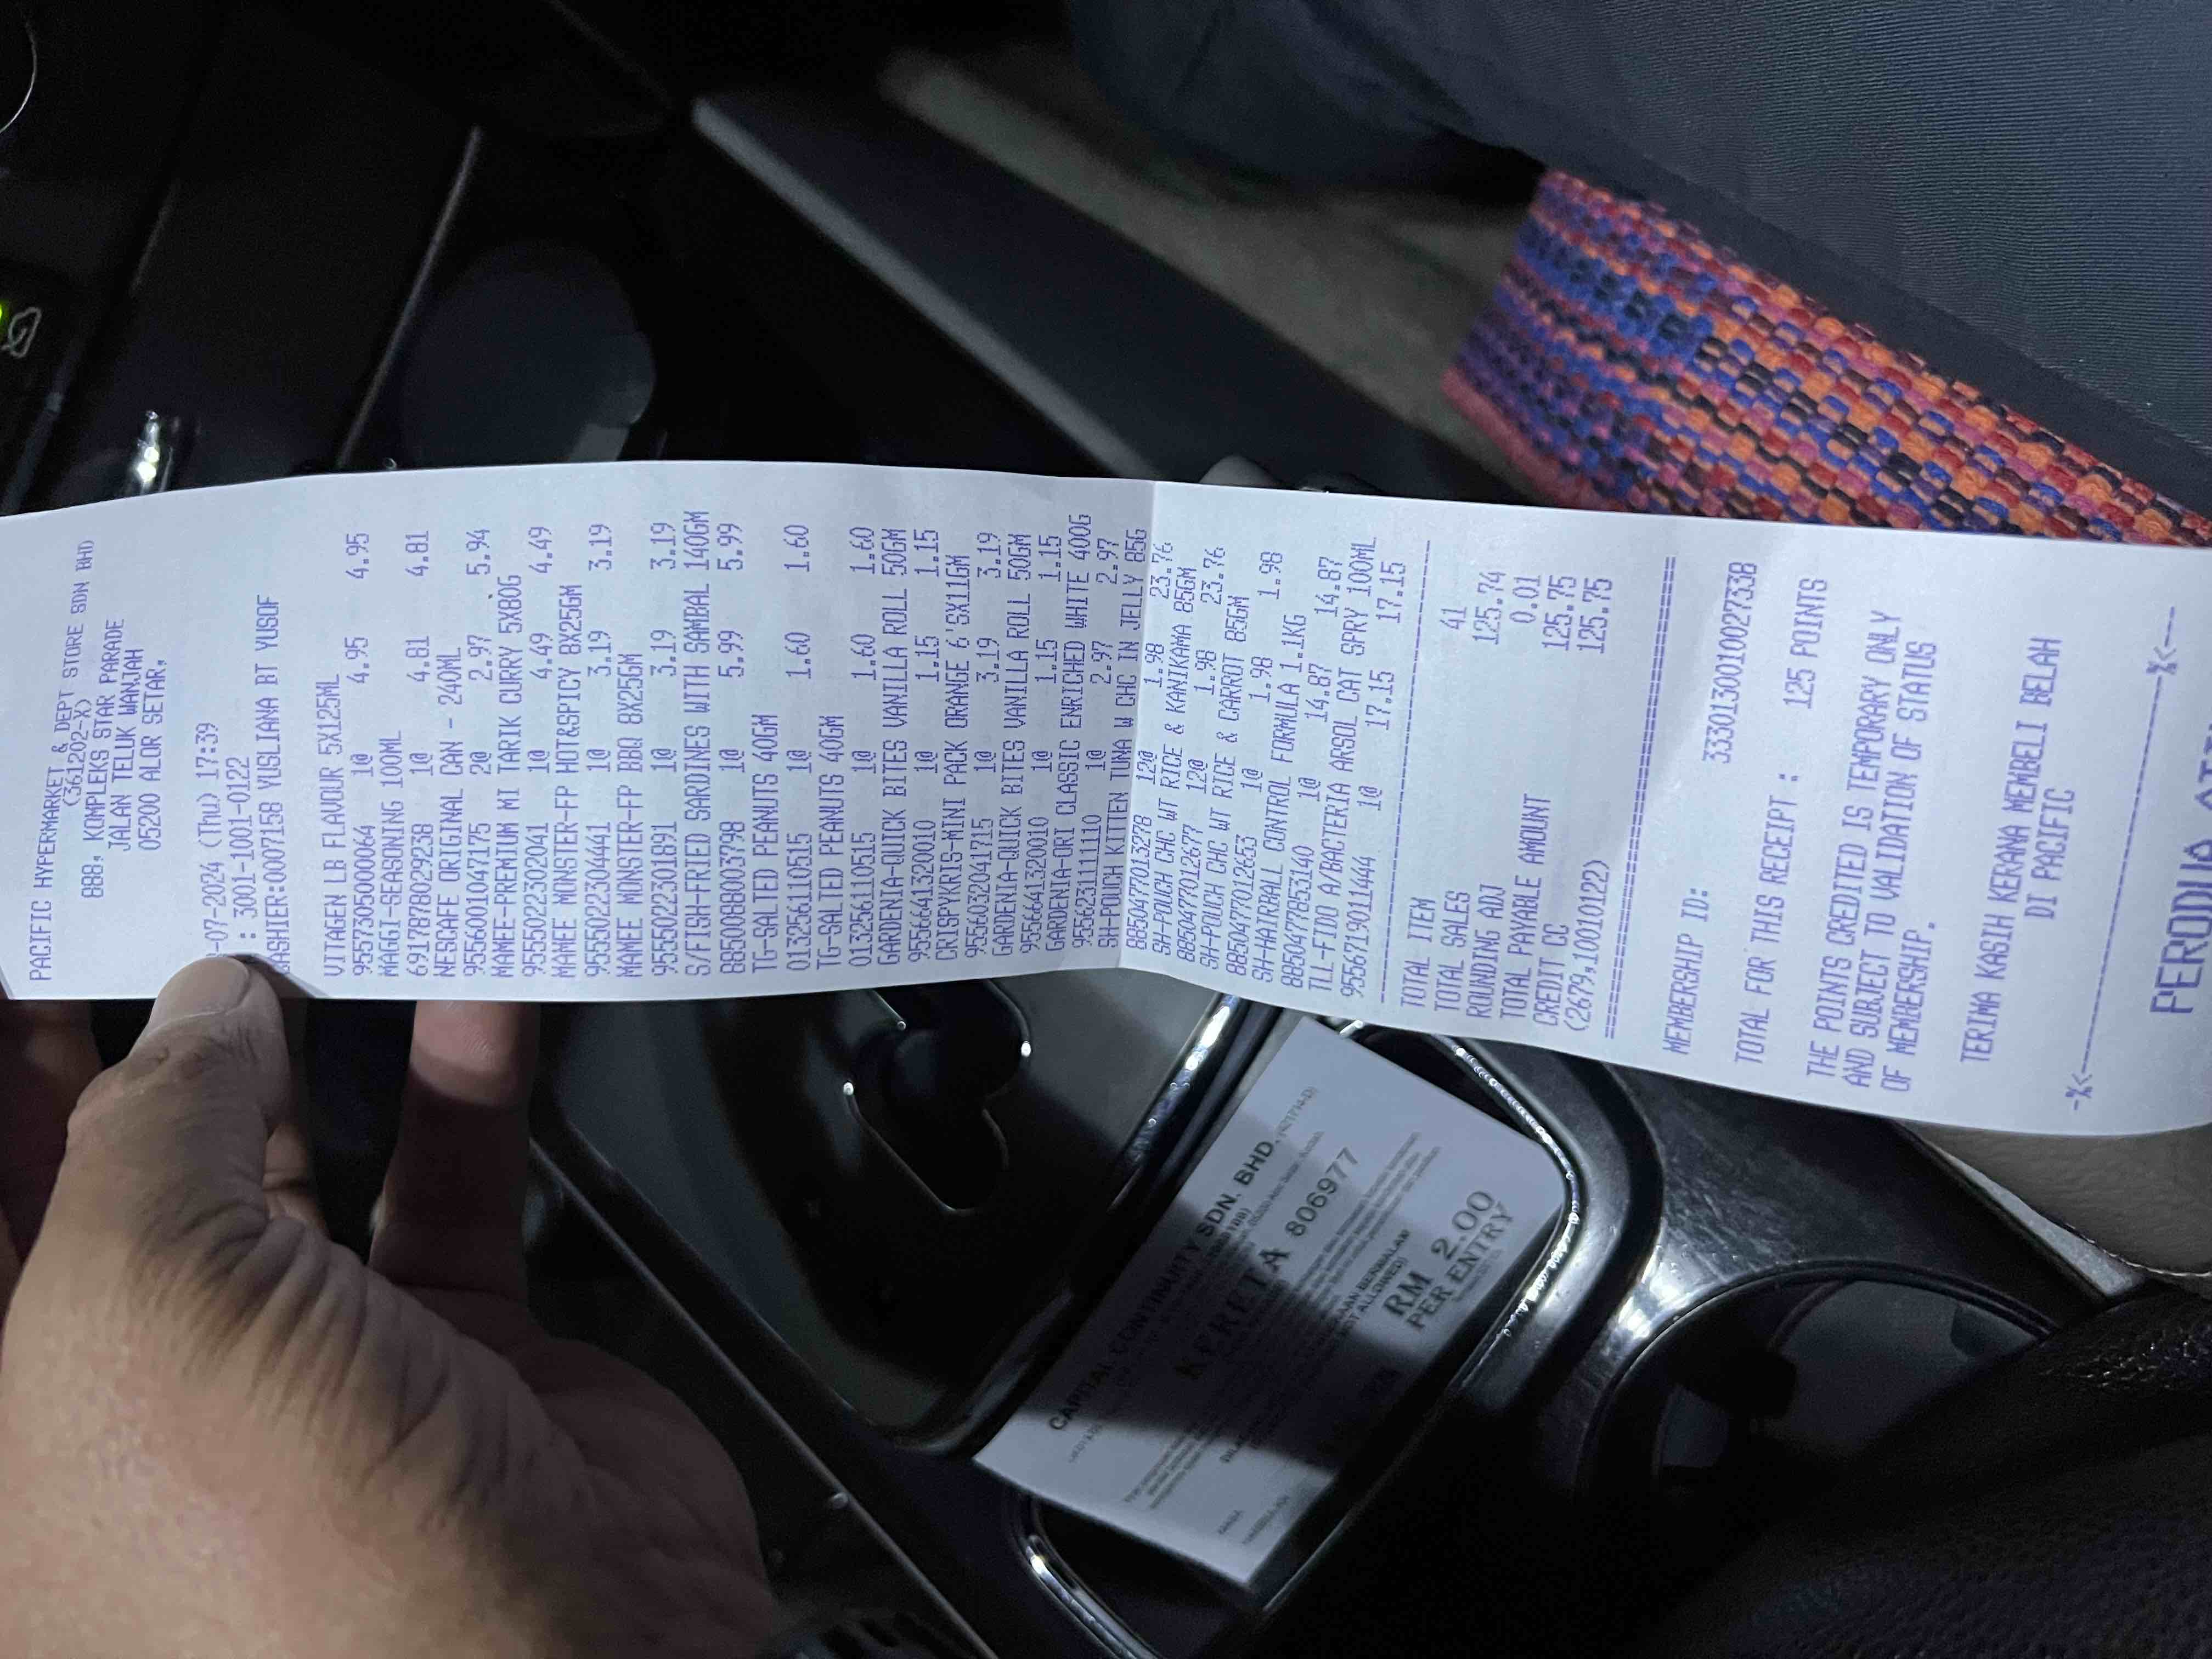 PACIFIC HYPERMARKET & DEPT STORE SDN BHD
(361202-X)
888, KOMPLEKS STAR PARADE
JALAN TELUK WANJAH
05200 ALOR SETAR,
-07-2024 (Thu) 17:39
: 3001-10001-0122
CASHIER:0007158 YUSLIANA BT YUSOF
VITAGEN LB FLAVOUR 5X125ML
9557305000064 1@ 4.95 4.95
MAGGI-SEASONING 100ML
6917878029238 1@ 4.81 4.81
NESCAFE ORIGINAL CAN - 240ML
9556001047175 2@ 2.97 5.94
MAMEE-PREMIUM MI TARIK CURRY 5X80G
9555022302041 1@ 4.49 4.49
MAMEE MONSTER-FP HOT&SPICY 8X25GM
9555022304441 1@ 3.19 3.19
MAMEE MONSTER-FP BBQ 8X25GM
9555022301891 1@ 3.19 3.19
S/FISH-FRIED SARDINES WITH SAMBAL 140GM
8850088003798 1@ 5.99 5.99
TG-SALTED PEANUTS 40GM
013256110515 1@ 1.60 1.60
TG-SALTED PEANUTS 40GM
013256110515 1@ 1.60 1.60
GARDENIA-QUICK BITES VANILLA ROLL 50GM
9556641320010 1@ 1.15 1.15
CRISPYKRIS-MINI PACK ORANGE 6'SX11GM
9556032041715 1@ 3.19 3.19
GARDENIA-QUICK BITES VANILLA ROLL 50GM
9556641320010 1@ 1.15 1.15
GARDENIA-ORI CLASSIC ENRICHED WHITE 400G
9556231111110 1@ 2.97 2.97
SH-POUCH KITTEN TUNA W CHC IN JELLY 85G
8850477013278 12@ 1.98 23.76
SH-POUCH CHC WT RICE & KANIKAMA 85GM
8850477012677 12@ 1.98 23.76
SH-POUCH CHC WT RICE & CARROT 85GM
8850477012653 1@ 1.98 1.98
SH-HAIRBALL CONTROL FORMULA 1.1KG
8850477853140 1@ 14.87 14.87
TLL-FIDO A/BACTERIA ARSOL CAT SPRY 100ML
9556719011444 1@ 17.15 17.15
TOTAL ITEM 41
TOTAL SALES 125.74
ROUNDING ADJ 0.01
TOTAL PAYABLE AMOUNT 125.75
CREDIT CC 125.75
(2679,100101122)
MEMBERSHIP ID: 3330130010027338
TOTAL FOR THIS RECEIPT : 125 POINTS
THE POINTS CREDITED IS TEMPORARY ONLY
AND SUBJECT TO VALIDATION OF STATUS
OF MEMBERSHIP.
TERIMA KASIH KERANA MEMBELI BELAH
DI PACIFIC
-%<-----------------------------%<---
PERODUA
CAPITAL CONTINUITY SDN. BHD.
KERETA 806977
RM 2.00
PER ENTRY